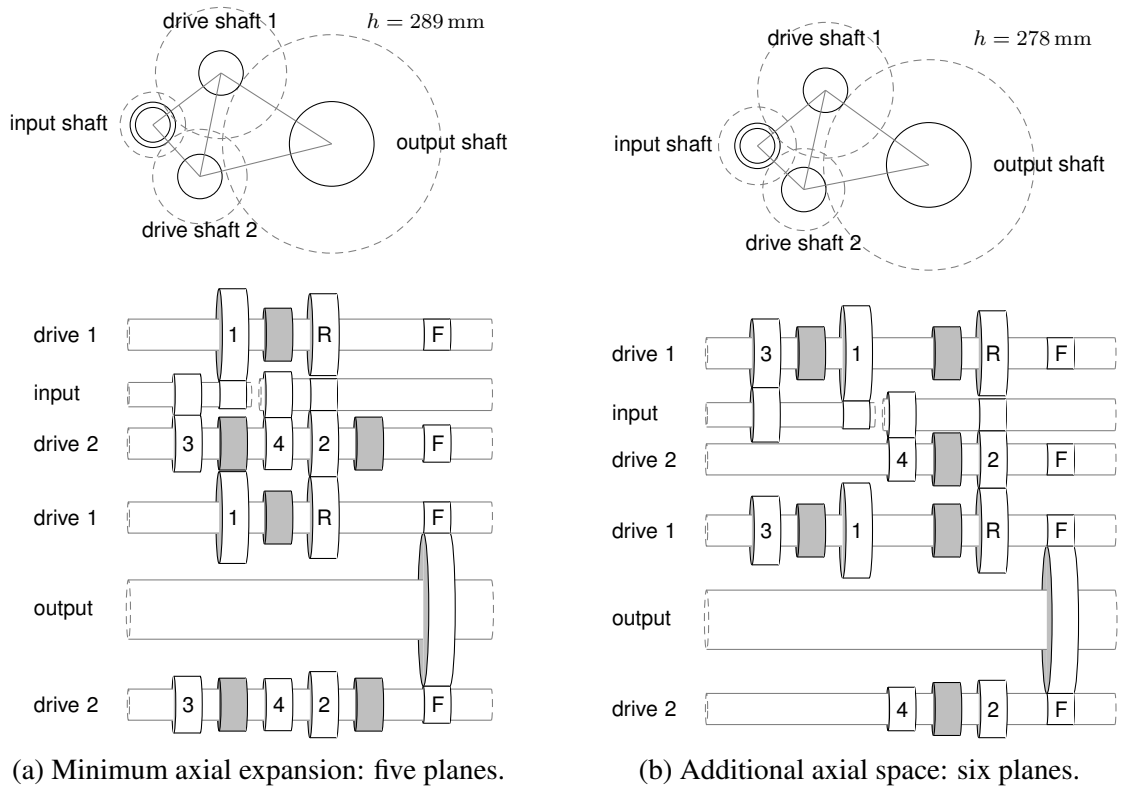 drive shaft 1
h = 289 mm
input shaft
output shaft
drive shaft 2
drive 1
1
R
F
input
drive 2
3
4
2
F
drive 1
1
R
F
output
drive 2
3
4
2
F
(a) Minimum axial expansion: five planes.
drive shaft 1
h = 278 mm
input shaft
output shaft
drive shaft 2
drive 1
3
1
R
F
input
drive 2
4
2
F
drive 1
3
1
R
F
output
drive 2
4
2
F
(b) Additional axial space: six planes.